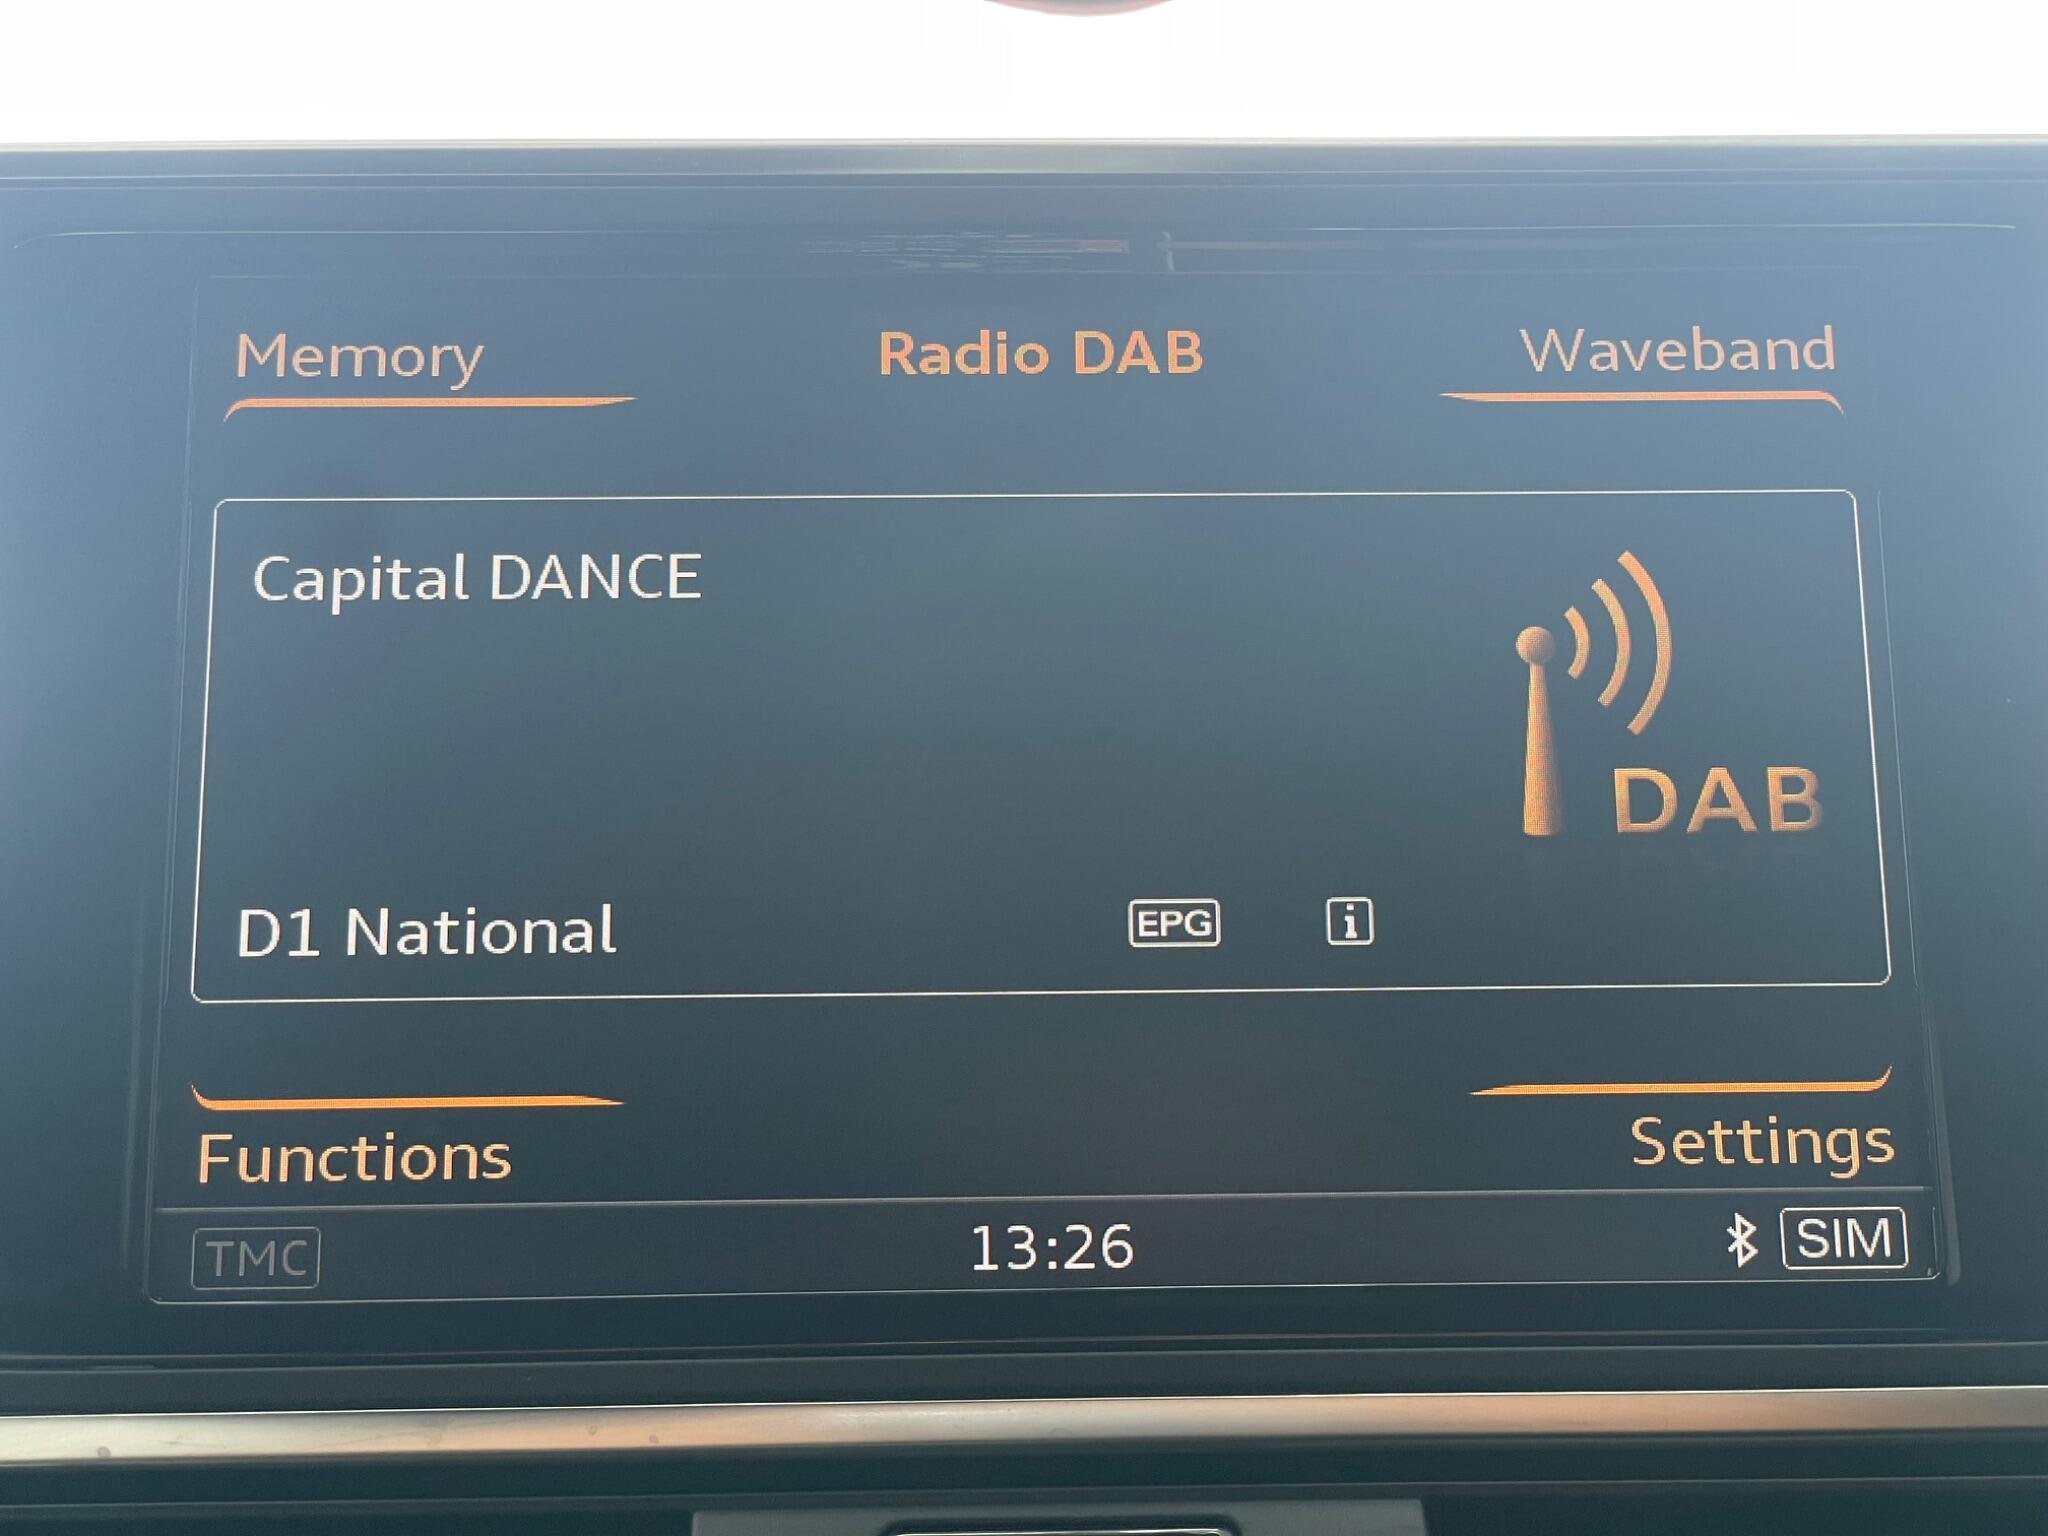 Memory
Radio DAB
Waveband
Capital DANCE
DAB
D1 National
EPG
i
Functions
Settings
TMC
13:26
SIM